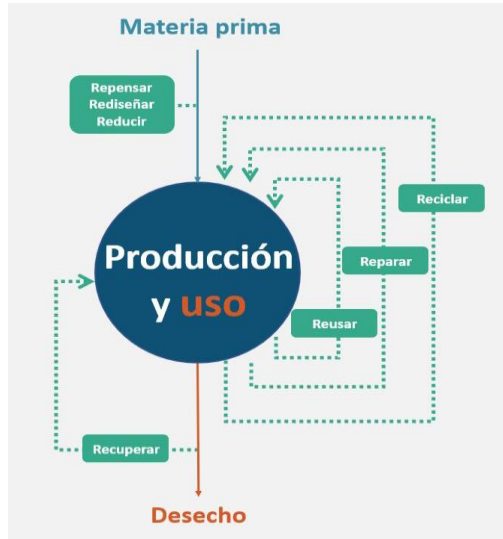 Materia prima
Repensar
Rediseñar
Reducir
Reciclar
Producción
y uso
Reparar
Reusar
Recuperar
Desecho